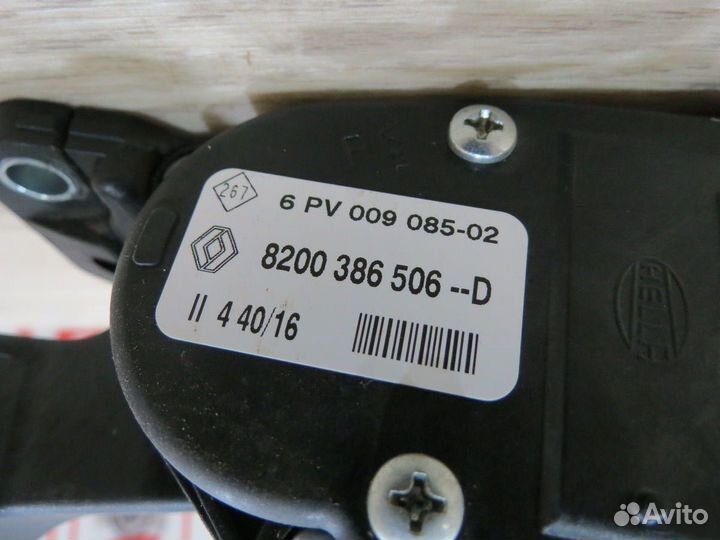 267
6 PV 009 085-02
8200 386 506 --D
II 4 40/16
HELLA
Avito